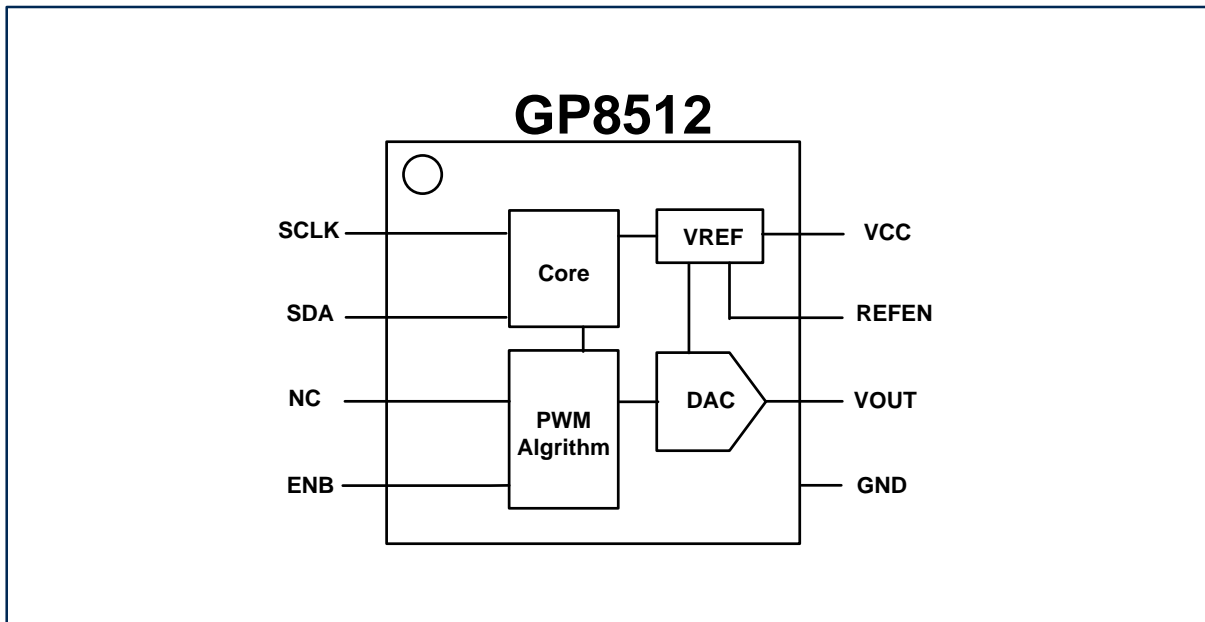 GP8512
SCLK
SDA
NC
ENB
Core
PWM
Algrithm
VREF
DAC
VCC
REFEN
VOUT
GND